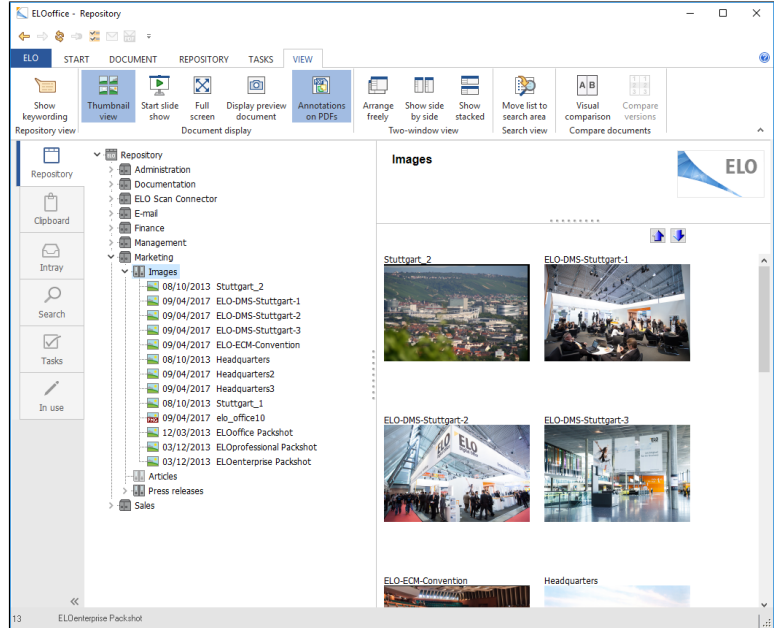 ELOoffice - Repository
ELO START DOCUMENT REPOSITORY TASKS VIEW
Show keywording
Thumbnail view
Start slide show
Full screen
Display preview document
Annotations on PDFs
Arrange freely
Show side by side
Show stacked
Move list to search area
A B
Visual comparison
Compare versions
Repository view
Document display
Two-window view
Search view
Compare documents
Repository
Clipboard
Intray
Search
Tasks
In use
Repository
Administration
Documentation
ELO Scan Connector
E-mail
Finance
Management
Marketing
Images
08/10/2013 Stuttgart_2
09/04/2017 ELO-DMS-Stuttgart-1
09/04/2017 ELO-DMS-Stuttgart-2
09/04/2017 ELO-DMS-Stuttgart-3
09/04/2017 ELO-ECM-Convention
08/10/2013 Headquarters
09/04/2017 Headquarters2
09/04/2017 Headquarters3
08/10/2013 Stuttgart_1
PNG 09/04/2017 elo_office10
12/03/2013 ELOoffice Packshot
03/12/2013 ELOprofessional Packshot
03/12/2013 ELOenterprise Packshot
Articles
Press releases
Sales
Images
ELO
Stuttgart_2
ELO-DMS-Stuttgart-1
ELO-DMS-Stuttgart-2
ELO-DMS-Stuttgart-3
ELO ELO
ELO
ELO-ECM-Convention
Headquarters
13 ELOenterprise Packshot